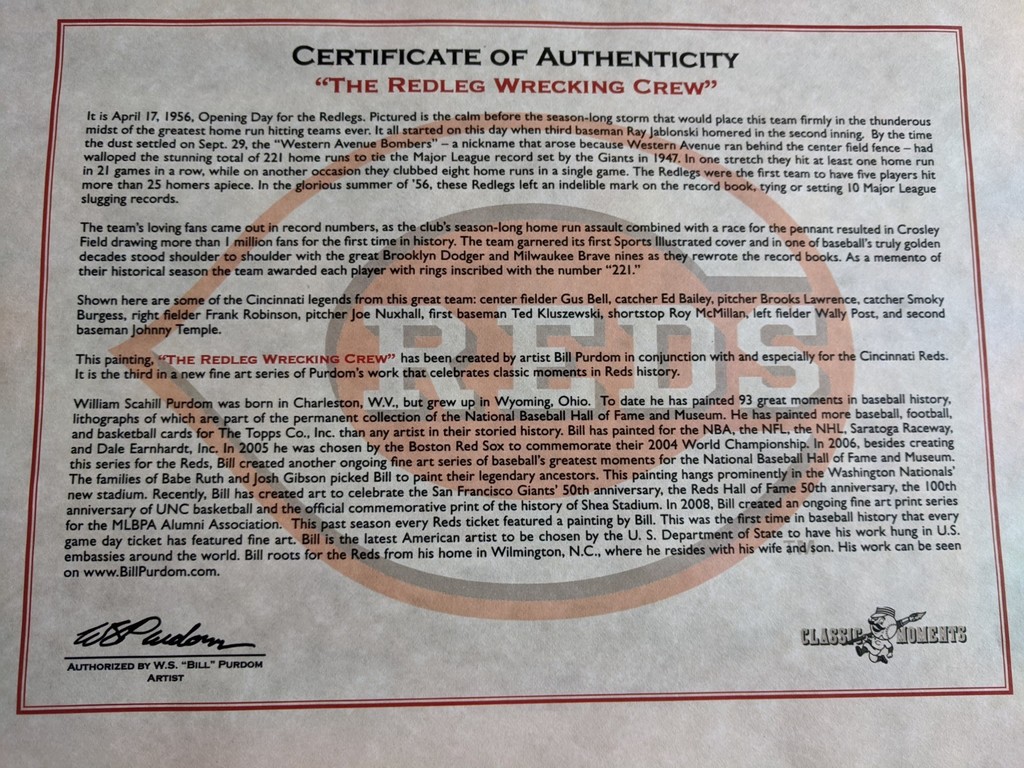 CERTIFICATE OF AUTHENTICITY
"THE REDLEG WRECKING CREW"
It is April 17, 1956, Opening Day for the Redlegs. Pictured is the calm before the season-long storm that would place this team firmly in the thunderous
midst of the greatest home run hitting teams ever. It all started on this day when third baseman Ray Jablonski homered in the second inning. By the time
the dust settled on Sept. 29, the "Western Avenue Bombers" – a nickname that arose because Western Avenue ran behind the center field fence – had
walloped the stunning total of 221 home runs to tie the Major League record set by the Giants in 1947. In one stretch they hit at least one home run
in 21 games in a row, while on another occasion they clubbed eight home runs in a single game. The Redlegs were the first team to have five players hit
more than 25 homers apiece. In the glorious summer of '56, these Redlegs left an indelible mark on the record book, tying or setting 10 Major League
slugging records.
The team's loving fans came out in record numbers, as the club's season-long home run assault combined with a race for the pennant resulted in Crosley
Field drawing more than 1 million fans for the first time in history. The team garnered its first Sports Illustrated cover and in one of baseball's truly golden
decades stood shoulder to shoulder with the great Brooklyn Dodger and Milwaukee Brave nines as they rewrote the record books. As a memento of
their historical season the team awarded each player with rings inscribed with the number "221."
Shown here are some of the Cincinnati legends from this great team: center fielder Gus Bell, catcher Ed Bailey, pitcher Brooks Lawrence, catcher Smoky
Burgess, right fielder Frank Robinson, pitcher Joe Nuxhall, first baseman Ted Kluszewski, shortstop Roy McMillan, left fielder Wally Post, and second
baseman Johnny Temple.
This painting, "THE REDLEG WRECKING CREW" has been created by artist Bill Purdom in conjunction with and especially for the Cincinnati Reds.
It is the third in a new fine art series of Purdom's work that celebrates classic moments in Reds history.
William Scahill Purdom was born in Charleston, W.V., but grew up in Wyoming, Ohio. To date he has painted 93 great moments in baseball history,
lithographs of which are part of the permanent collection of the National Baseball Hall of Fame and Museum. He has painted more baseball, football,
and basketball cards for The Topps Co., Inc. than any artist in their storied history. Bill has painted for the NBA, the NFL, the NHL, Saratoga Raceway,
and Dale Earnhardt, Inc. In 2005 he was chosen by the Boston Red Sox to commemorate their 2004 World Championship. In 2006, besides creating
this series for the Reds, Bill created another ongoing fine art series of baseball's greatest moments for the National Baseball Hall of Fame and Museum.
The families of Babe Ruth and Josh Gibson picked Bill to paint their legendary ancestors. This painting hangs prominently in the Washington Nationals'
new stadium. Recently, Bill has created art to celebrate the San Francisco Giants' 50th anniversary, the Reds Hall of Fame 50th anniversary, the 100th
anniversary of UNC basketball and the official commemorative print of the history of Shea Stadium. In 2008, Bill created an ongoing fine art print series
for the MLBPA Alumni Association. This past season every Reds ticket featured a painting by Bill. This was the first time in baseball history that every
game day ticket has featured fine art. Bill is the latest American artist to be chosen by the U. S. Department of State to have his work hung in U.S.
embassies around the world. Bill roots for the Reds from his home in Wilmington, N.C., where he resides with his wife and son. His work can be seen
on www.BillPurdom.com.
REDS
WS Purdom
AUTHORIZED BY W.S. "BILL" PURDOM
ARTIST
CLASSIC MOMENTS